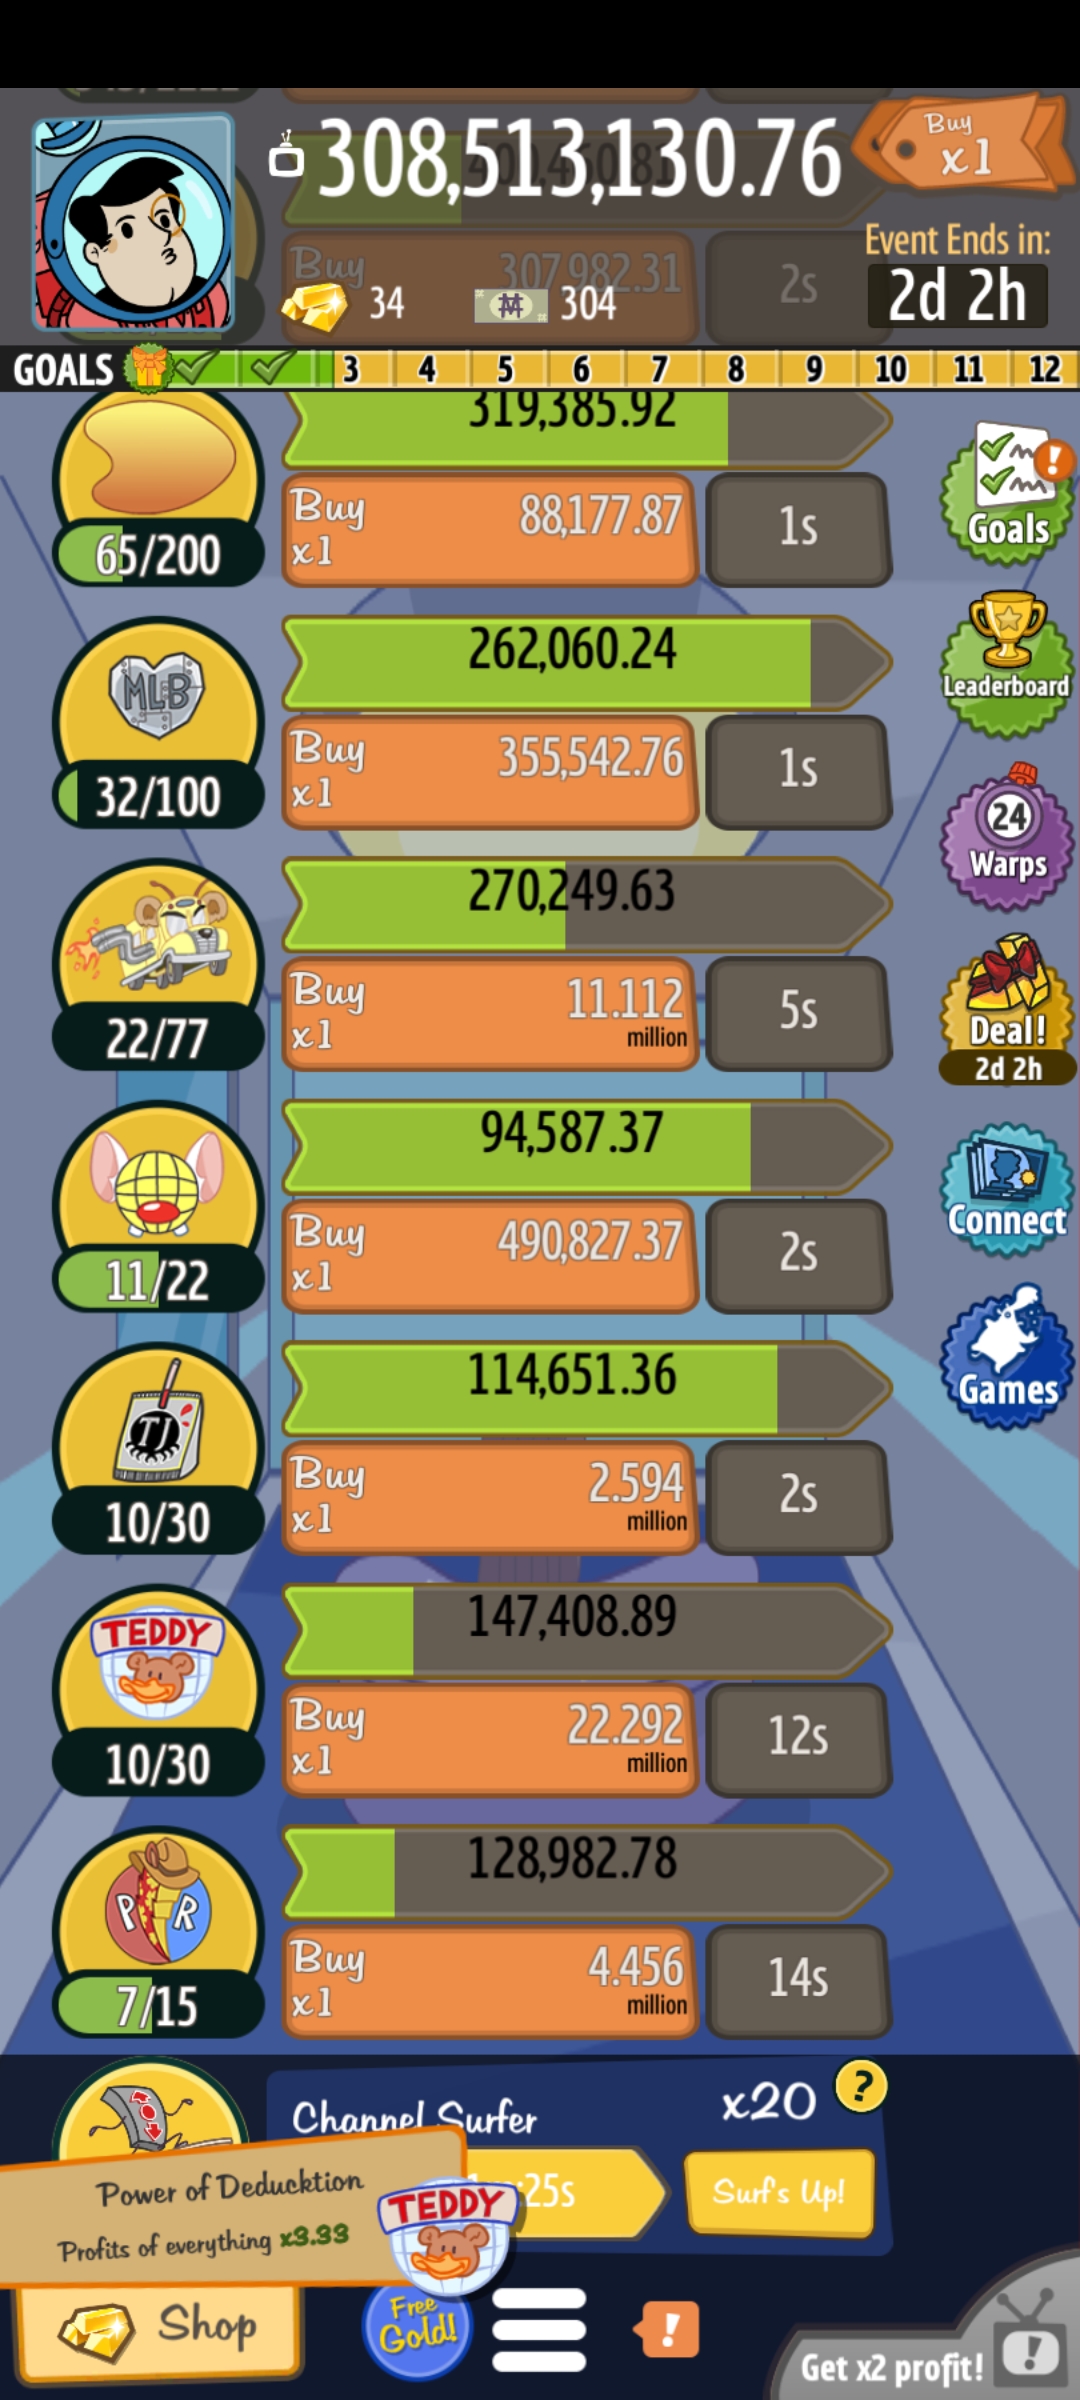 308,513,130.76
Buy
x1
Event Ends in:
2d 2h
Buy
307,982.31
2s
34
304
GOALS 3 4 5 6 7 8 9 10 11 12
319,385.92
Buy
x1
88,177.87
1s
65/200
Goals
MLB
262,060.24
Buy
x1
355,542.76
1s
32/100
Leaderboard
24
Warps
270,249.63
Buy
x1
11.112
million
5s
22/77
Deal!
2d 2h
94,587.37
Buy
x1
490,827.37
2s
11/22
Connect
TJ
114,651.36
Buy
x1
2.594
million
2s
10/30
Games
TEDDY
147,408.89
Buy
x1
22.292
million
12s
10/30
P R
128,982.78
Buy
x1
4.456
million
14s
7/15
Channel Surfer
x20
?
:25s
Surf's Up!
Power of Deducktion
Profits of everything x3.33
TEDDY
Shop
Free
Gold!
!
Get x2 profit!
!